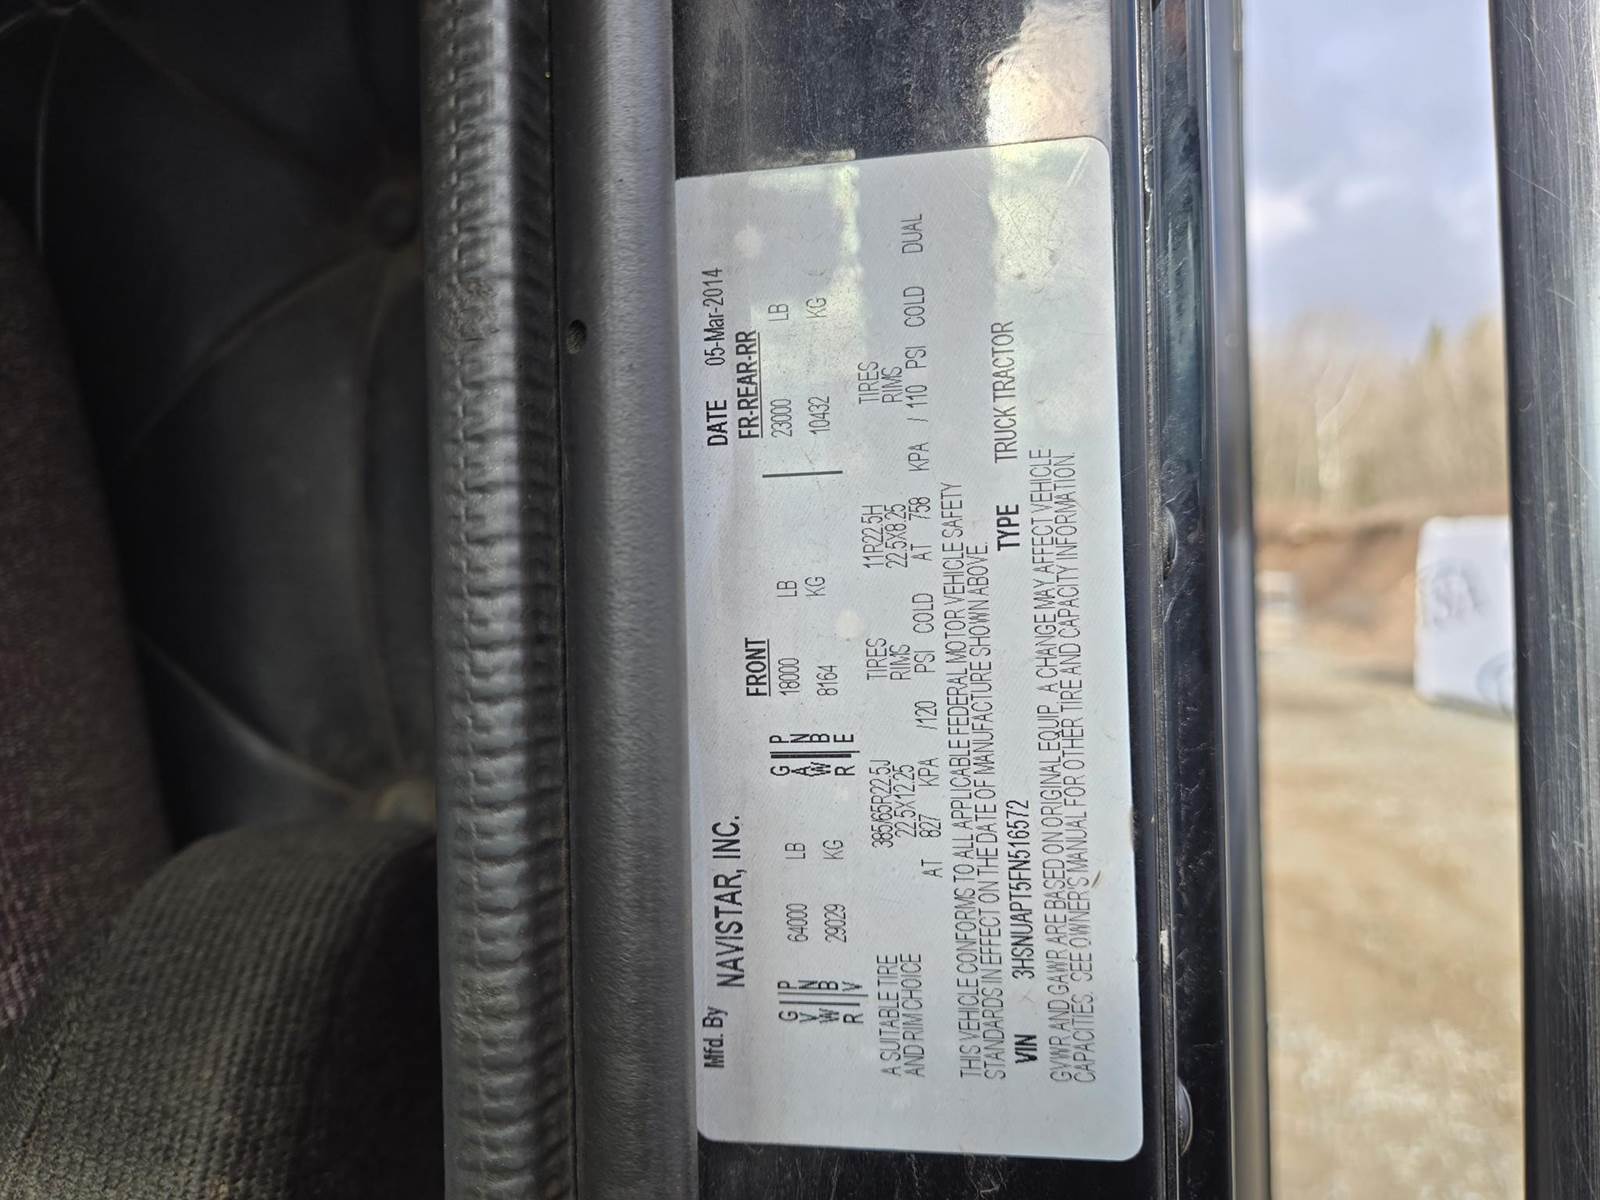 Mfd. By NAVISTAR, INC. DATE 05-Mar-2014
FRONT FR-REAR-RR
G V W R P N B V 64000 LB G A W R P N B E 18000 LB 23000 LB
29029 KG 8164 KG 10432 KG
A SUITABLE TIRE 385/65R22.5J TIRES 11R22.5H TIRES
AND RIM CHOICE 22.5X12.25 RIMS 22.5X8.25 RIMS
AT 827 KPA /120 PSI COLD AT 758 KPA / 110 PSI COLD DUAL
THIS VEHICLE CONFORMS TO ALL APPLICABLE FEDERAL MOTOR VEHICLE SAFETY
STANDARDS IN EFFECT ON THE DATE OF MANUFACTURE SHOWN ABOVE.
VIN 3HSNUAPT5FN516572 TYPE TRUCK TRACTOR
GVWR AND GAWR ARE BASED ON ORIGINAL EQUIP. A CHANGE MAY AFFECT VEHICLE
CAPACITIES. SEE OWNER'S MANUAL FOR OTHER TIRE AND CAPACITY INFORMATION.